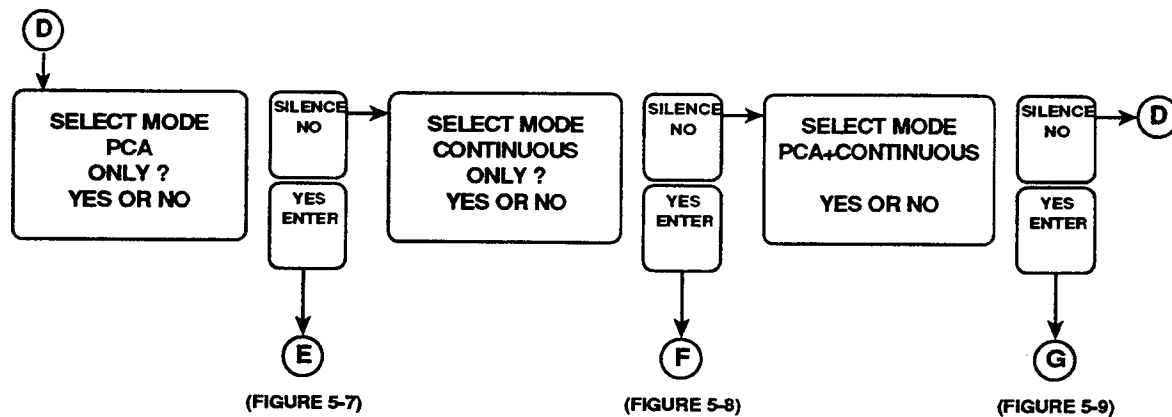 D
SELECT MODE
PCA
ONLY ?
YES OR NO
SILENCE
NO
YES
ENTER
E
(FIGURE 5-7)
SELECT MODE
CONTINUOUS
ONLY ?
YES OR NO
SILENCE
NO
YES
ENTER
F
(FIGURE 5-8)
SELECT MODE
PCA+CONTINUOUS
YES OR NO
SILENCE
NO
D
YES
ENTER
G
(FIGURE 5-9)